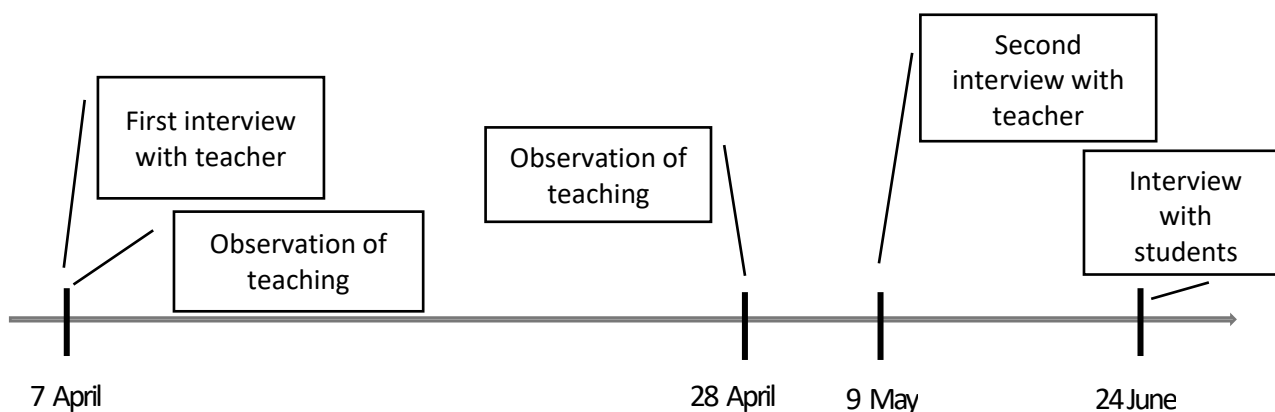 Second
interview with
teacher
First interview
with teacher
Observation of
teaching
Interview
with
students
Observation of
teaching
7 April
28 April
9 May
24 June